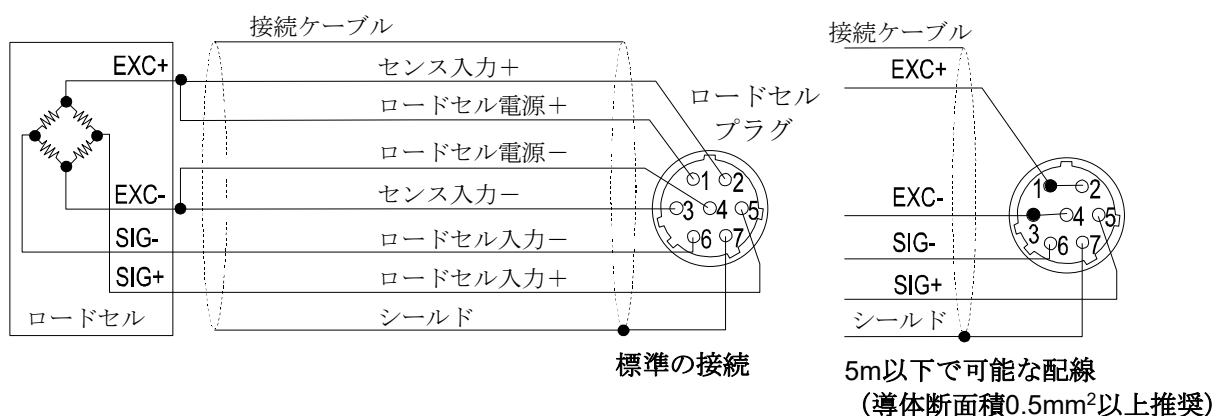 接続ケーブル
EXC+
センス入力＋
ロードセル電源＋
ロードセル
プラグ
ロードセル電源－
EXC-
センス入力－
SIG-
ロードセル入力－
SIG+
ロードセル入力＋
ロードセル
シールド
1 2
3 4 5
6 7
標準の接続
接続ケーブル
EXC+
EXC-
SIG-
SIG+
シールド
1 2
3 4 5
6 7
5m以下で可能な配線
（導体断面積0.5mm²以上推奨）